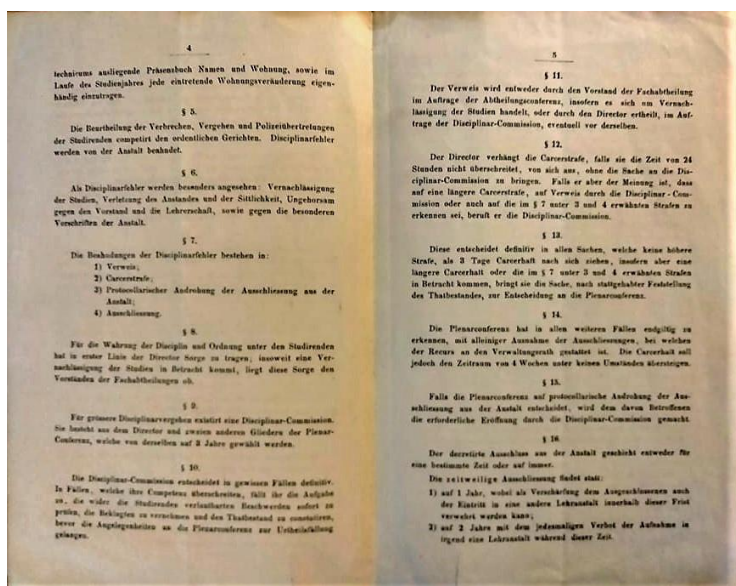 4
technicums ausliegende Präsenzbuch Namen und Wohnung, sowie im
Laufe des Studienjahres jede eintretende Wohnungsveränderung eigen-
händig einzutragen.
§ 5.
Die Beurtheilung der Verbrechen, Vergehen und Polizeiübertretungen
der Studirenden competirt den ordentlichen Gerichten. Disciplinarfehler
werden von der Anstalt beahndet.
§ 6.
Als Disciplinarfehler werden besonders angesehen: Vernachlässigung
der Studien, Verletzung des Anstandes und der Sittlichkeit, Ungehorsam
gegen den Vorstand und die Lehrerschaft, sowie gegen die besonderen
Vorschriften der Anstalt.
§ 7.
Die Beahndungen der Disciplinarfehler bestehen in:
1) Verweis;
2) Carcerstrafe;
3) Protocollarischer Androhung der Ausschliessung aus der
Anstalt;
4) Ausschliessung.
§ 8.
Für die Wahrung der Disciplin und Ordnung unter den Studirenden
hat in erster Linie der Director Sorge zu tragen; insoweit eine Ver-
nachlässigung der Studien in Betracht kommt, liegt diese Sorge den
Vorständen der Fachabtheilungen ob.
§ 9.
Für grössere Disciplinarvergehen existirt eine Disciplinar-Commission.
Sie besteht aus dem Director und zweien anderen Gliedern der Plenar-
Conferenz, welche von derselben auf 2 Jahre gewählt werden.
§ 10.
Die Disciplinar-Commission entscheidet in gewissen Fällen definitiv.
In Fällen, welche ihre Competenz überschreiten, fällt ihr die Aufgabe
zu, die wider die Studirenden verlautbarten Beschwerden sofort zu
prüfen, die Beklagten zu vernehmen und den Thatbestand zu constatiren,
bevor die Angelegenheiten an die Plenarconferenz zur Urtheilsfällung
gelangen.
5
§ 11.
Der Verweis wird entweder durch den Vorstand der Fachabtheilung
im Auftrage der Abtheilungsconferenz, insofern es sich um Vernach-
lässigung der Studien handelt, oder durch den Director ertheilt, im Auf-
trage der Disciplinar-Commission, eventuell vor derselben.
§ 12.
Der Director verhängt die Carcerstrafe, falls sie die Zeit von 24
Stunden nicht überschreitet, von sich aus, ohne die Sache an die Dis-
ciplinar-Commission zu bringen. Falls er aber der Meinung ist, dass
auf eine längere Carcerstrafe, auf Verweis durch die Disciplinar-Com-
mission oder auch auf die im § 7 unter 3 und 4 erwähnten Strafen zu
erkennen sei, beruft er die Disciplinar-Commission.
§ 13.
Diese entscheidet definitiv in allen Sachen, welche keine höhere
Strafe, als 3 Tage Carcerhaft nach sich ziehen, insofern aber eine
längere Carcerhaft oder die im § 7 unter 3 und 4 erwähnten Strafen
in Betracht kommen, bringt sie die Sache, nach stattgehabter Feststellung
des Thatbestandes, zur Entscheidung an die Plenarconferenz.
§ 14.
Die Plenarconferenz hat in allen weiteren Fällen endgiltig zu
erkennen, mit alleiniger Ausnahme der Ausschliessungen, bei welchen
der Recurs an den Verwaltungsrath gestattet ist. Die Carcerhaft soll
jedoch den Zeitraum von 4 Wochen unter keinen Umständen übersteigen.
§ 15.
Falls die Plenarconferenz auf protocollarische Androhung der Aus-
schliessung aus der Anstalt entscheidet, wird dem davon Betroffenen
die erforderliche Eröffnung durch die Disciplinar-Commission gemacht.
§ 16.
Der decretirte Ausschluss aus der Anstalt geschieht entweder für
eine bestimmte Zeit oder auf immer.
Die zeitweilige Ausschliessung findet statt:
1) auf 1 Jahr, wobei als Verschärfung dem Ausgeschlossenen auch
der Eintritt in eine andere Lehranstalt innerhalb dieser Frist
verwehrt werden kann;
2) auf 2 Jahre mit dem jedesmaligen Verbot der Aufnahme in
irgend eine Lehranstalt während dieser Zeit.